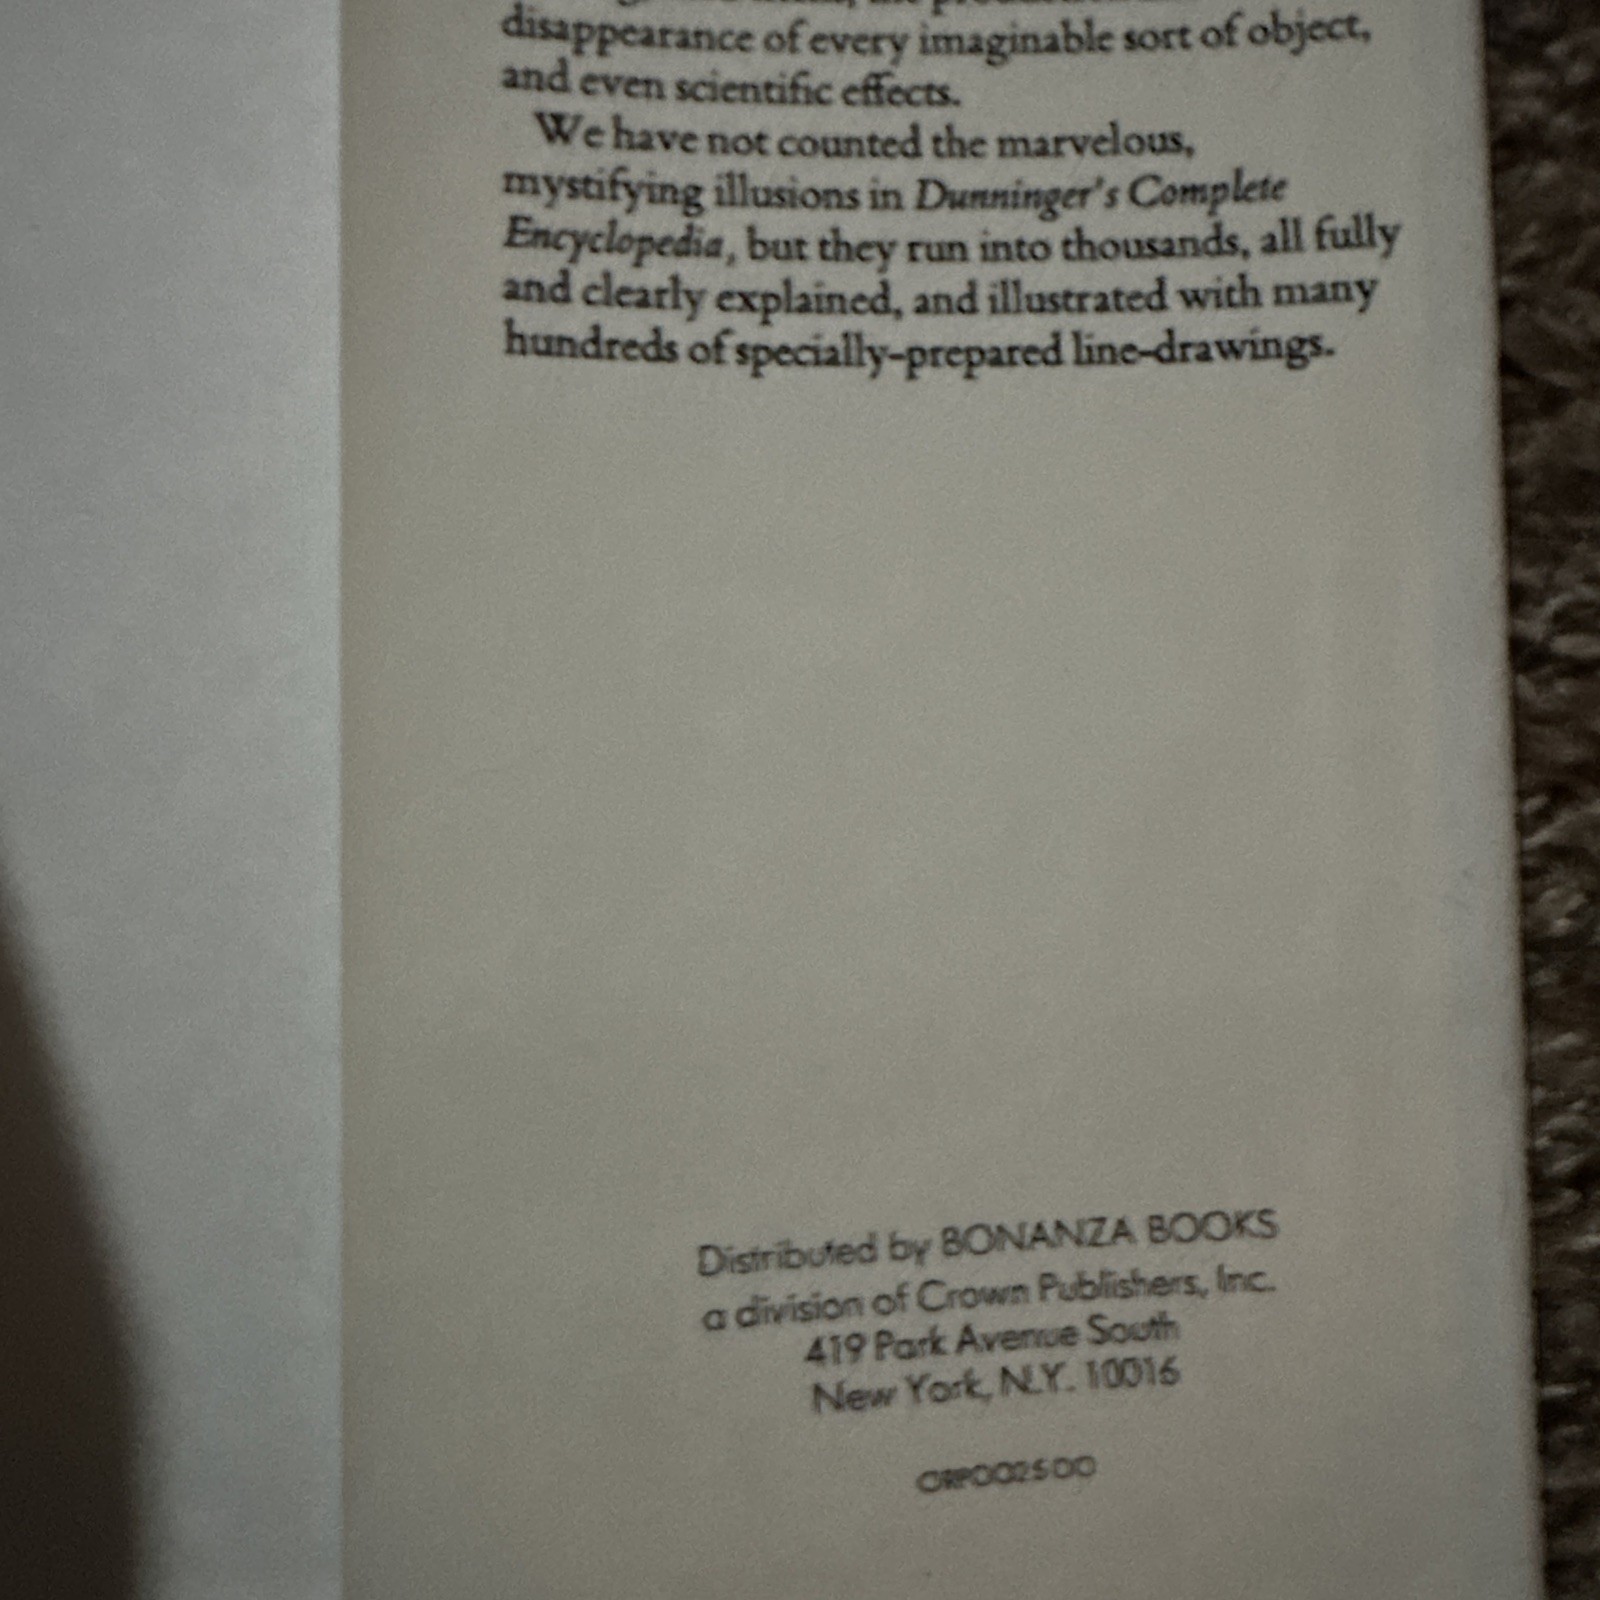 disappearance of every imaginable sort of object,
and even scientific effects.
We have not counted the marvelous,
mystifying illusions in Dunninger's Complete
Encyclopedia, but they run into thousands, all fully
and clearly explained, and illustrated with many
hundreds of specially-prepared line-drawings.
Distributed by BONANZA BOOKS
a division of Crown Publishers, Inc.
419 Park Avenue South
New York, N.Y. 10016